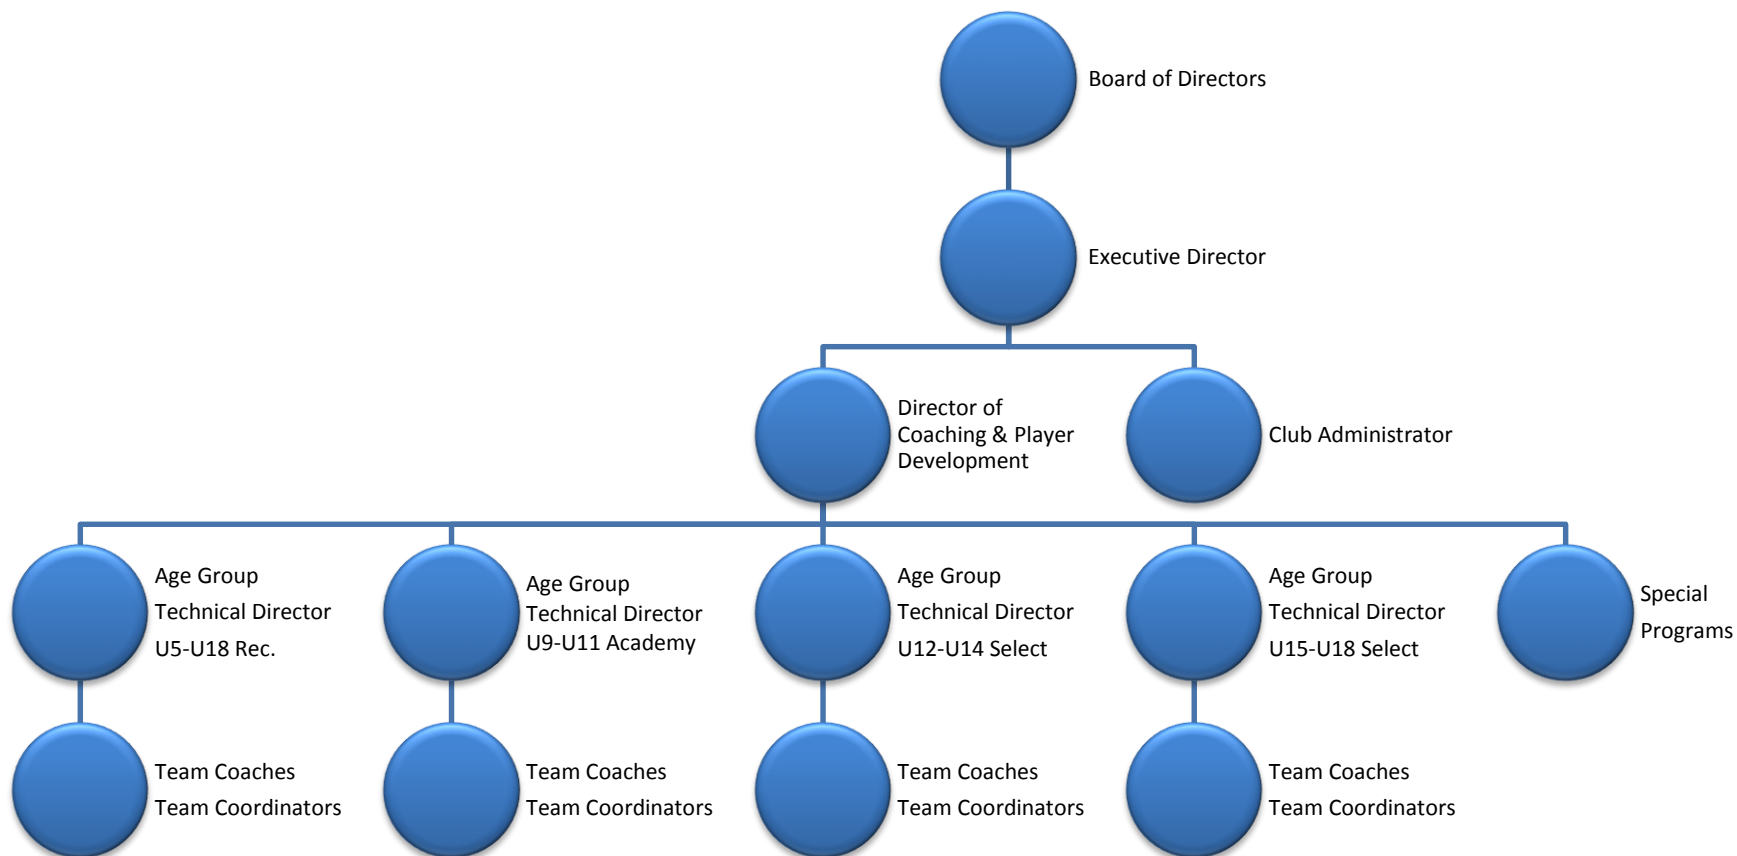 Board of Directors
Executive Director
Director of
Coaching & Player
Development
Club Administrator
Age Group
Technical Director
U5-U18 Rec.
Age Group
Technical Director
U9-U11 Academy
Age Group
Technical Director
U12-U14 Select
Age Group
Technical Director
U15-U18 Select
Special
Programs
Team Coaches
Team Coordinators
Team Coaches
Team Coordinators
Team Coaches
Team Coordinators
Team Coaches
Team Coordinators